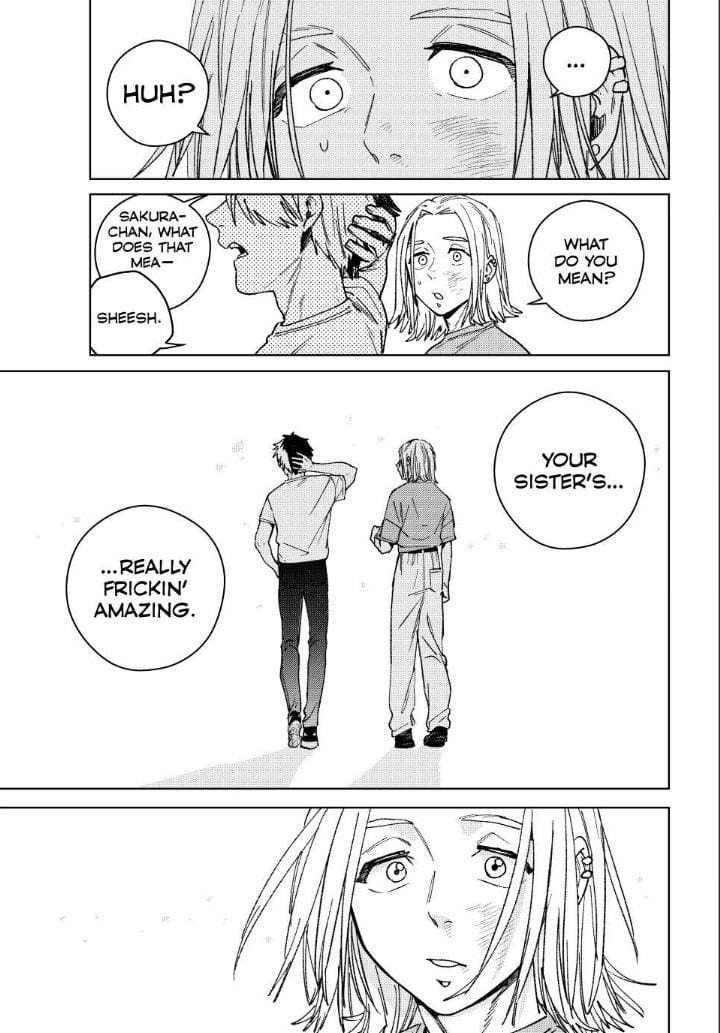 ...
HUH?
WHAT
DO YOU
MEAN?
SAKURA-
CHAN, WHAT
DOES THAT
MEA—
SHEESH.
YOUR
SISTER'S...
...REALLY
FRICKIN'
AMAZING.